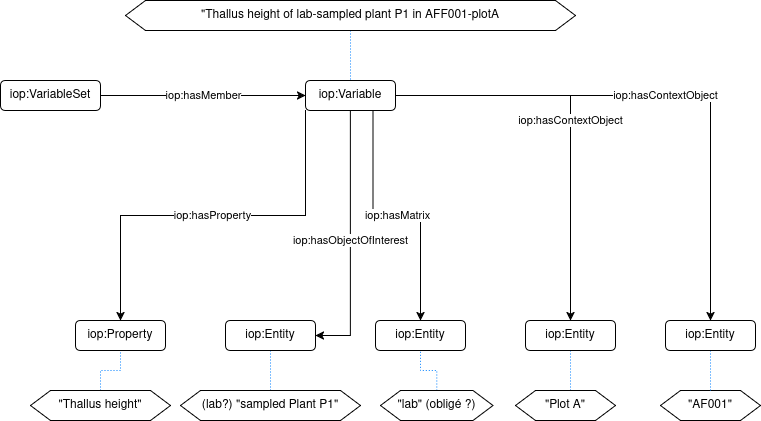 "Thallus height of lab-sampled plant P1 in AFF001-plotA
iop:VariableSet
iop:hasMember
iop:Variable
iop:hasContextObject
iop:hasContextObject
iop:hasProperty
iop:hasMatrix
iop:hasObjectOfInterest
iop:Property
iop:Entity
iop:Entity
iop:Entity
iop:Entity
"Thallus height"
(lab?) "sampled Plant P1"
"lab" (obligé ?)
"Plot A"
"AF001"